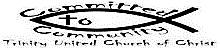 Committed
to
Community
Trinity United Church of Christ